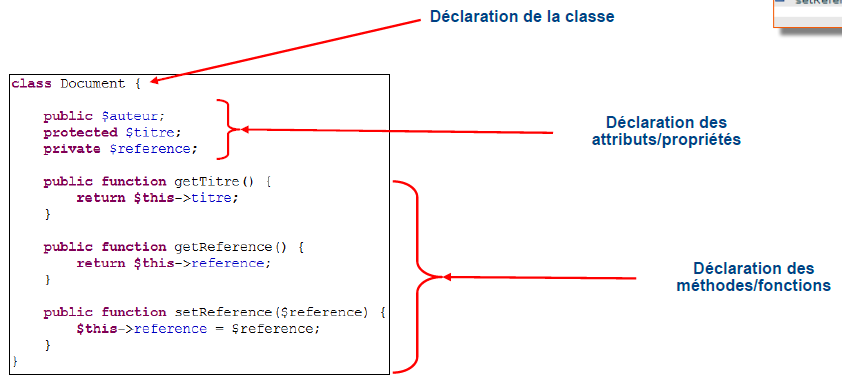 Déclaration de la classe
class Document {
public $auteur;
protected $titre;
private $reference;
Déclaration des
attributs/propriétés
public function getTitre() {
return $this->titre;
}
public function getReference() {
return $this->reference;
}
public function setReference($reference) {
$this->reference = $reference;
}
}
Déclaration des
méthodes/fonctions